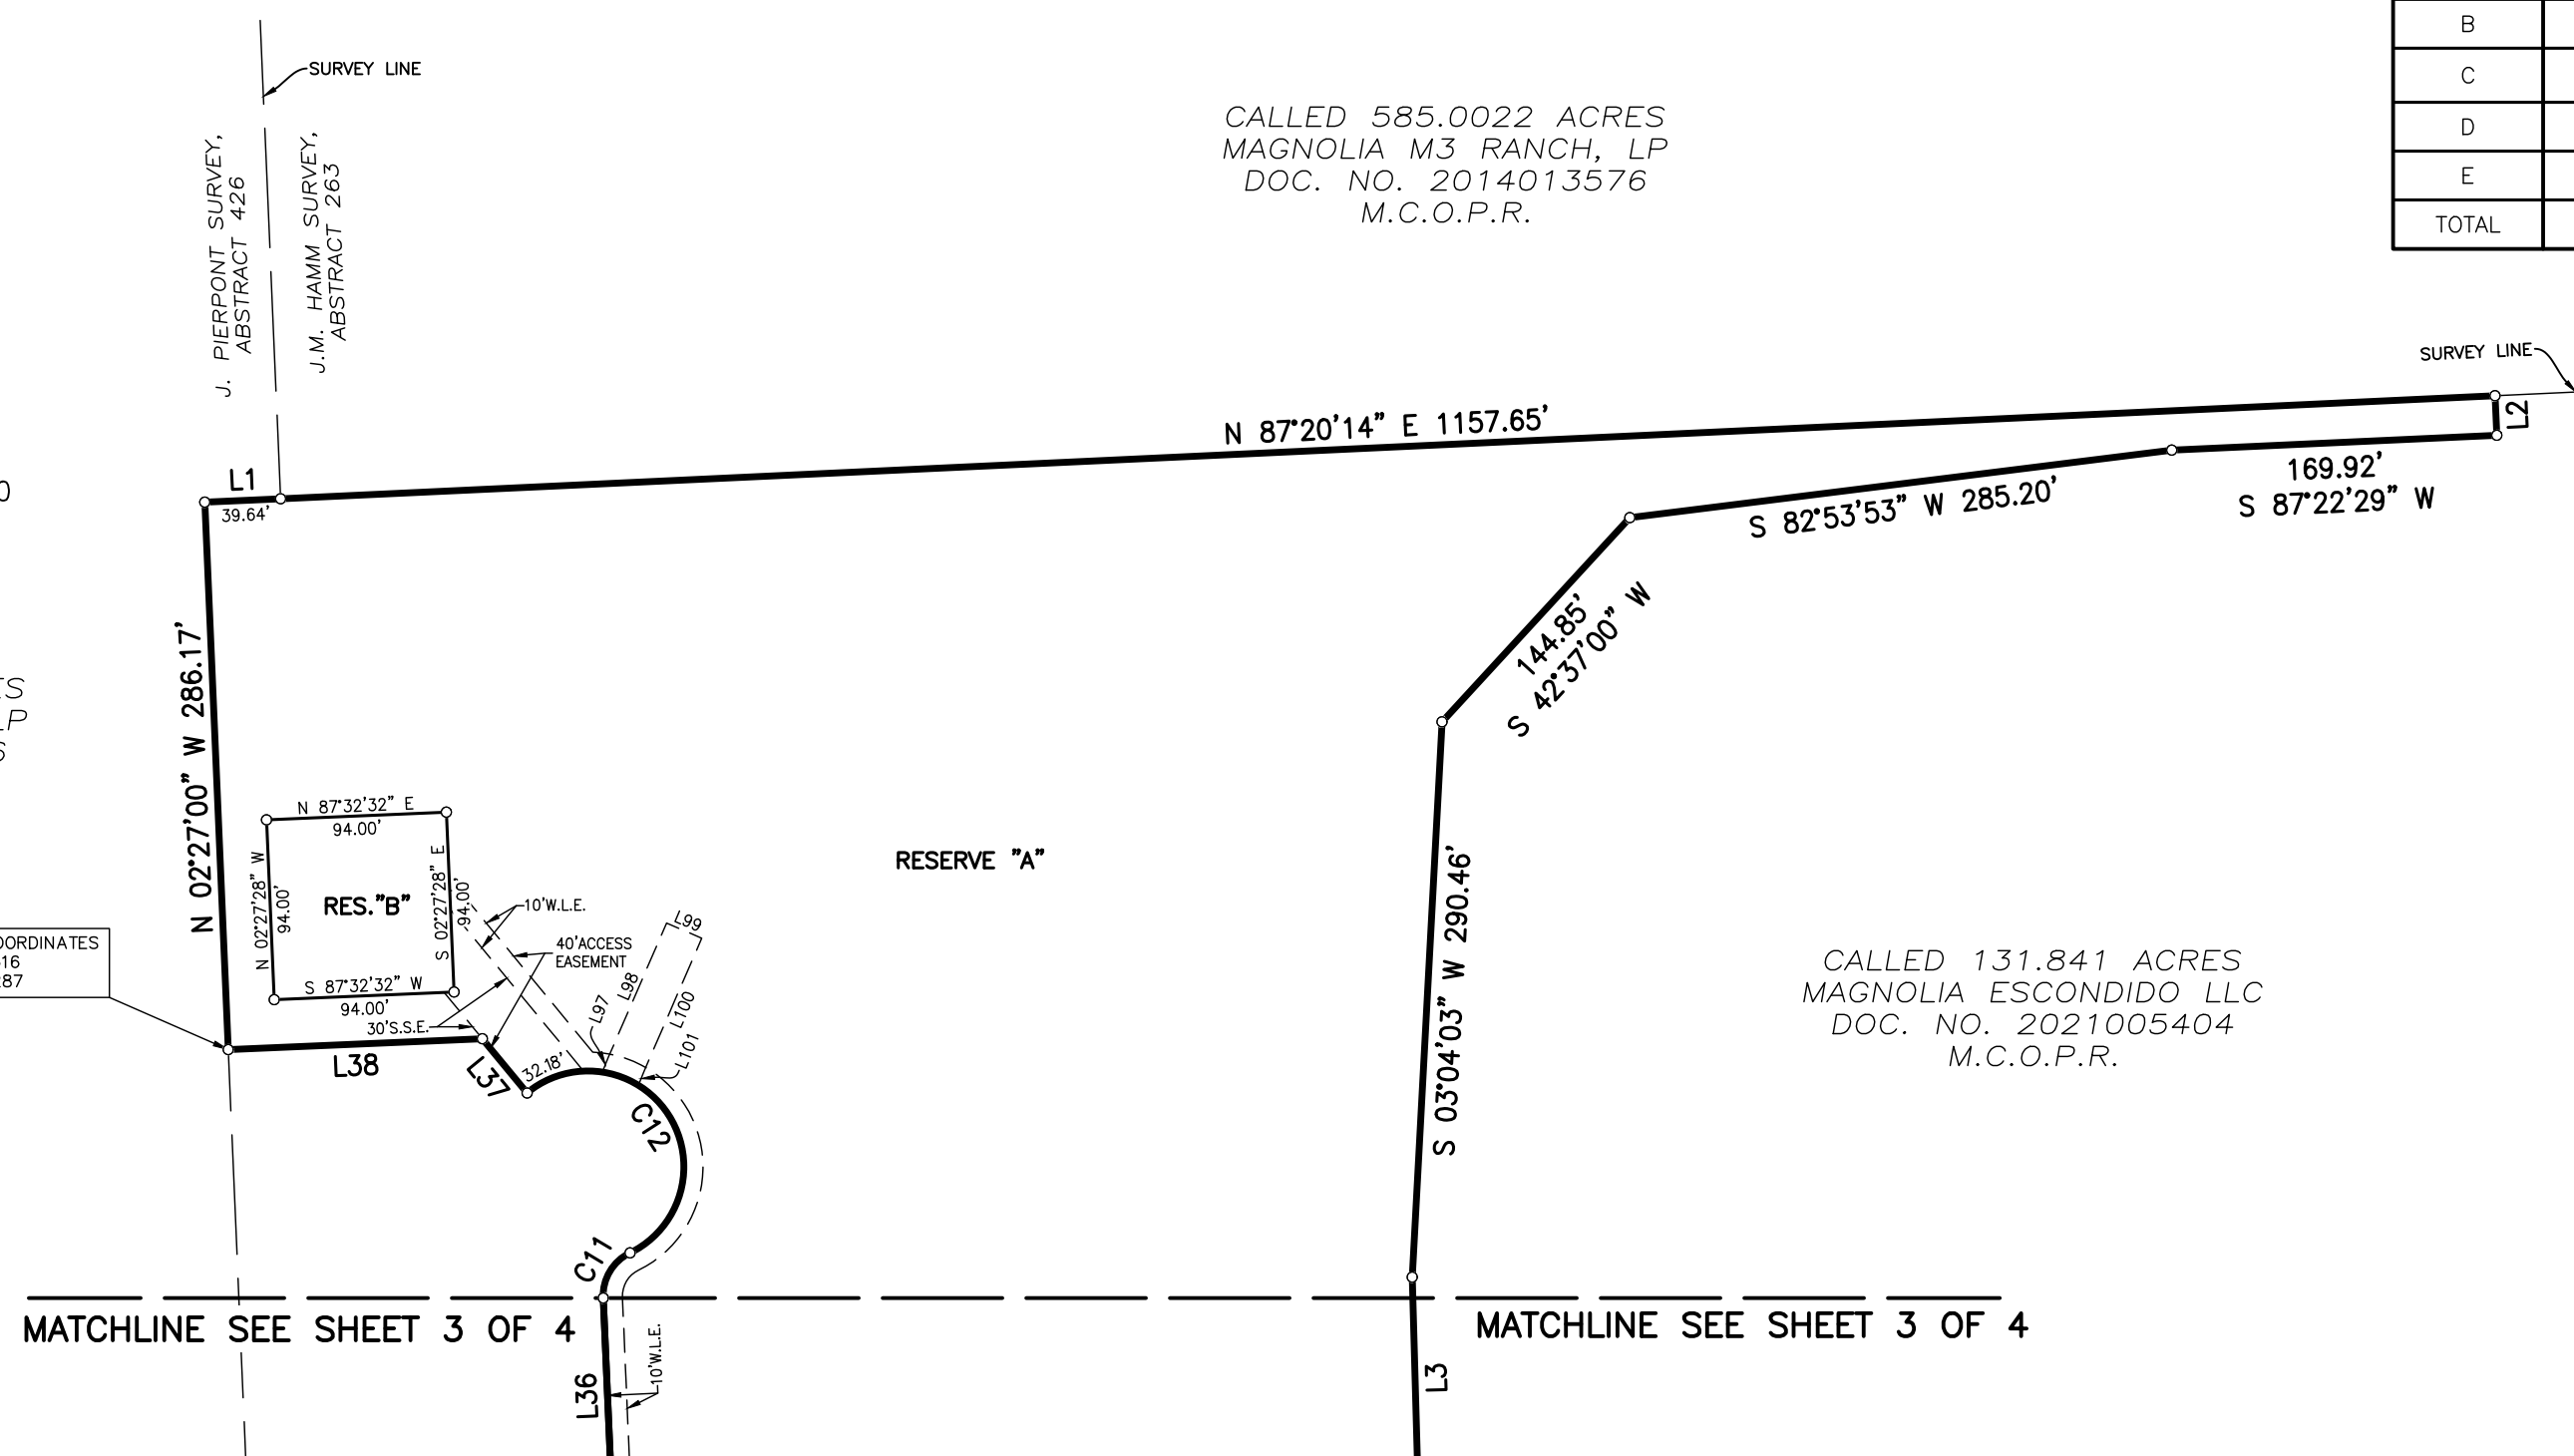 B
C
D
E
TOTAL
SURVEY LINE
J. PIERPONT SURVEY,
ABSTRACT 426
J.M. HAMM SURVEY,
ABSTRACT 263
CALLED 585.0022 ACRES
MAGNOLIA M3 RANCH, LP
DOC. NO. 2014013576
M.C.O.P.R.
SURVEY LINE
L2
N 87°20'14" E 1157.65'
L1
39.64'
169.92'
S 87°22'29" W
S 82°53'53" W 285.20'
144.85'
S 42°37'00" W
N 02°27'00" W 286.17'
N 87°32'32" E
94.00'
N 02°27'28" W
94.00'
RES."B"
S 02°27'28" E
94.00'
S 87°32'32" W
94.00'
RESERVE "A"
10'W.L.E.
40'ACCESS
EASEMENT
30'S.S.E.
L99
L98
L97
L100
L101
S 03°04'03" W 290.46'
CALLED 131.841 ACRES
MAGNOLIA ESCONDIDO LLC
DOC. NO. 2021005404
M.C.O.P.R.
L38
L37
32.18'
C12
C11
MATCHLINE SEE SHEET 3 OF 4
MATCHLINE SEE SHEET 3 OF 4
L36
10'W.L.E.
L3